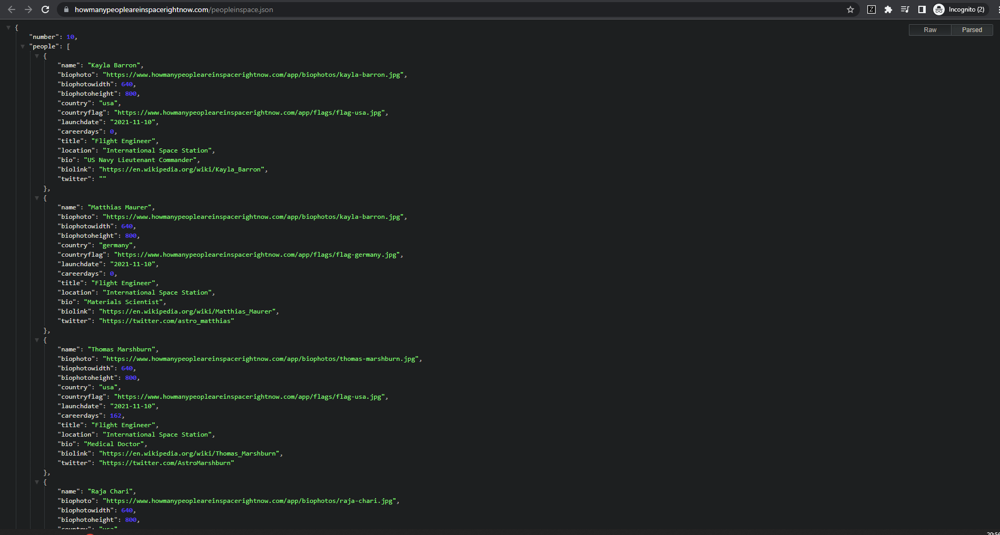 howmanypeopleareinspacerightnow.com/peopleinspace.json
Incognito (2)
Raw Parsed
{
"number": 10,
"people": [
{
"name": "Kayla Barron",
"biophoto": "https://www.howmanypeopleareinspacerightnow.com/app/biophotos/kayla-barron.jpg",
"biophotowidth": 640,
"biophotoheight": 800,
"country": "usa",
"countryflag": "https://www.howmanypeopleareinspacerightnow.com/app/flags/flag-usa.jpg",
"launchdate": "2021-11-10",
"careerdays": 0,
"title": "Flight Engineer",
"location": "International Space Station",
"bio": "US Navy Lieutenant Commander",
"biolink": "https://en.wikipedia.org/wiki/Kayla_Barron",
"twitter": ""
},
{
"name": "Matthias Maurer",
"biophoto": "https://www.howmanypeopleareinspacerightnow.com/app/biophotos/kayla-barron.jpg",
"biophotowidth": 640,
"biophotoheight": 800,
"country": "germany",
"countryflag": "https://www.howmanypeopleareinspacerightnow.com/app/flags/flag-germany.jpg",
"launchdate": "2021-11-10",
"careerdays": 0,
"title": "Flight Engineer",
"location": "International Space Station",
"bio": "Materials Scientist",
"biolink": "https://en.wikipedia.org/wiki/Matthias_Maurer",
"twitter": "https://twitter.com/astro_matthias"
},
{
"name": "Thomas Marshburn",
"biophoto": "https://www.howmanypeopleareinspacerightnow.com/app/biophotos/thomas-marshburn.jpg",
"biophotowidth": 640,
"biophotoheight": 800,
"country": "usa",
"countryflag": "https://www.howmanypeopleareinspacerightnow.com/app/flags/flag-usa.jpg",
"launchdate": "2021-11-10",
"careerdays": 162,
"title": "Flight Engineer",
"location": "International Space Station",
"bio": "Medical Doctor",
"biolink": "https://en.wikipedia.org/wiki/Thomas_Marshburn",
"twitter": "https://twitter.com/AstroMarshburn"
},
{
"name": "Raja Chari",
"biophoto": "https://www.howmanypeopleareinspacerightnow.com/app/biophotos/raja-chari.jpg",
"biophotowidth": 640,
"biophotoheight": 800,
"country": "usa"